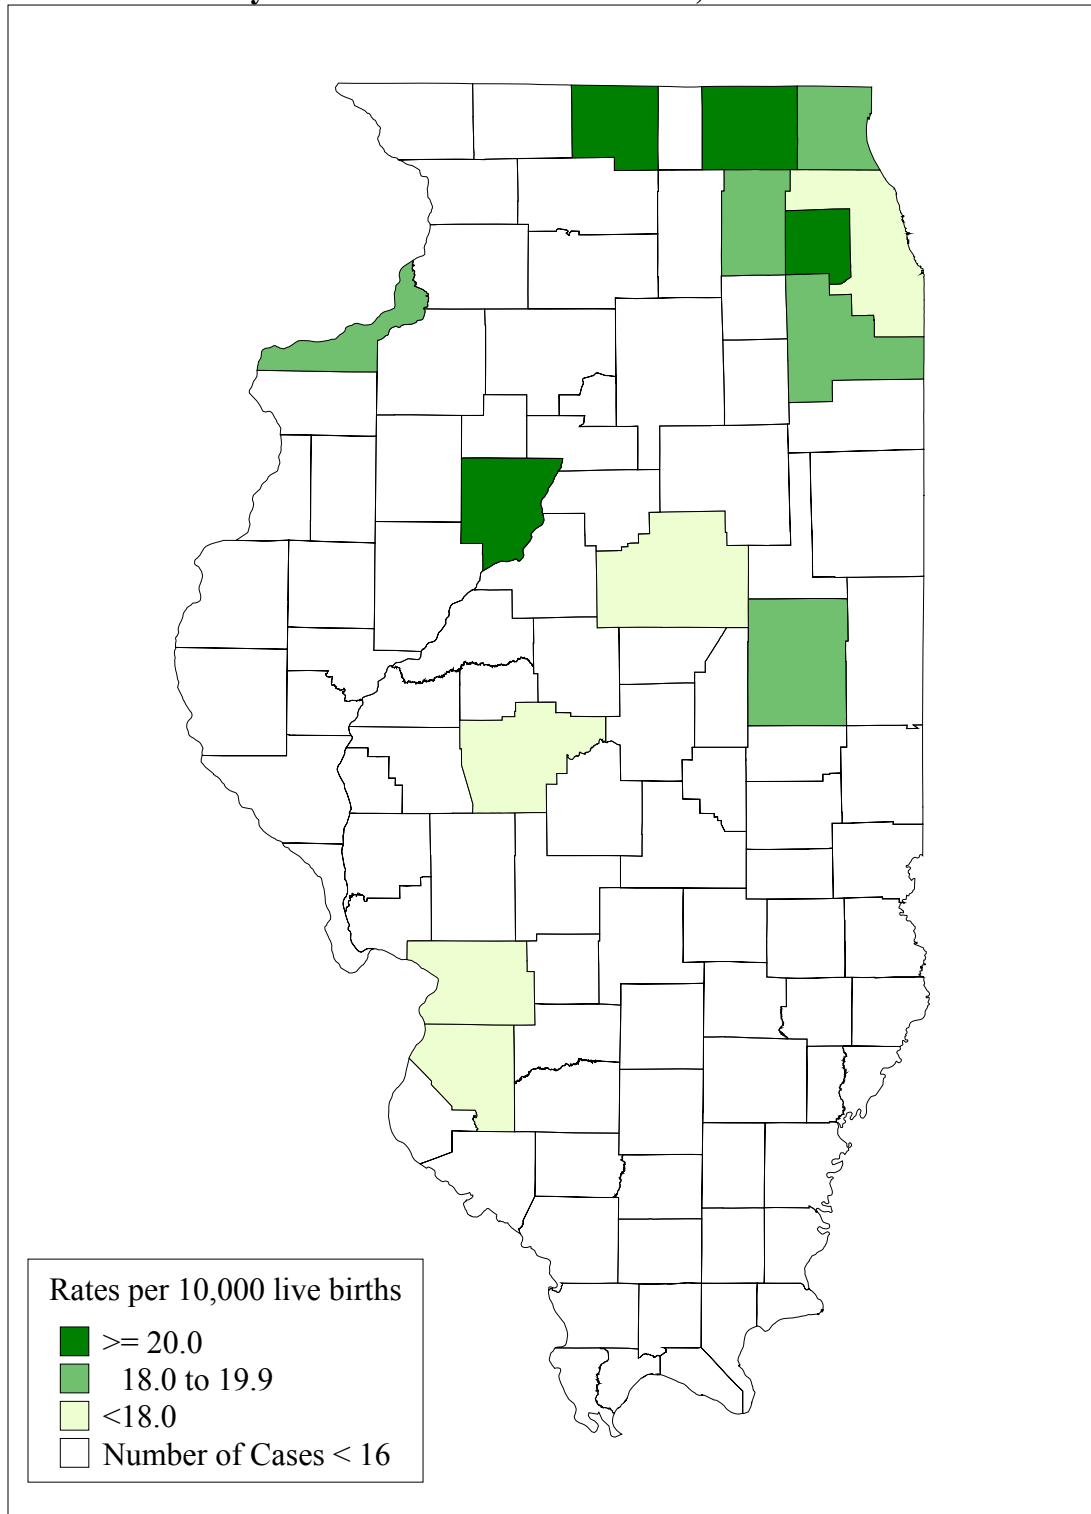 Rates per 10,000 live births
>= 20.0
18.0 to 19.9
<18.0
Number of Cases < 16